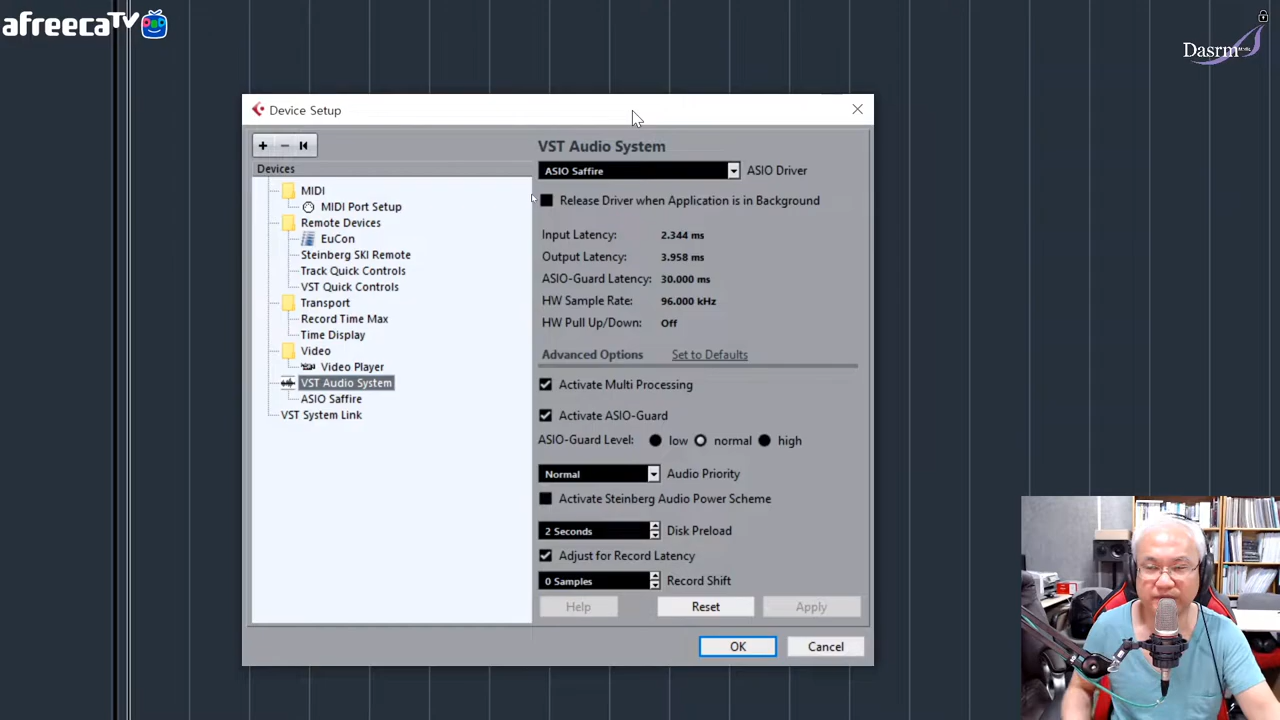 afreecaTV
Dasrm
Device Setup
Devices
MIDI
MIDI Port Setup
Remote Devices
EuCon
Steinberg SKI Remote
Track Quick Controls
VST Quick Controls
Transport
Record Time Max
Time Display
Video
Video Player
VST Audio System
ASIO Saffire
VST System Link
VST Audio System
ASIO Saffire ASIO Driver
Release Driver when Application is in Background
Input Latency: 2.344 ms
Output Latency: 3.958 ms
ASIO-Guard Latency: 30.000 ms
HW Sample Rate: 96.000 kHz
HW Pull Up/Down: Off
Advanced Options Set to Defaults
Activate Multi Processing
Activate ASIO-Guard
ASIO-Guard Level: low normal high
Normal Audio Priority
Activate Steinberg Audio Power Scheme
2 Seconds Disk Preload
Adjust for Record Latency
0 Samples Record Shift
Help Reset Apply
OK Cancel